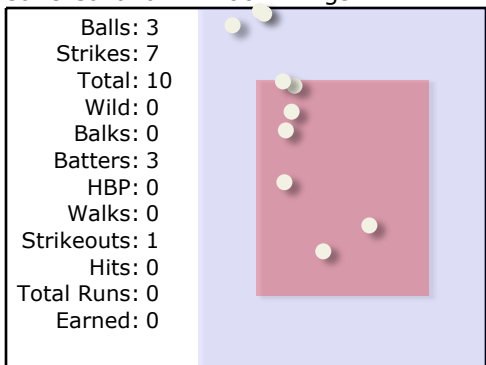 Balls: 3
Strikes: 7
Total: 10
Wild: 0
Balks: 0
Batters: 3
HBP: 0
Walks: 0
Strikeouts: 1
Hits: 0
Total Runs: 0
Earned: 0